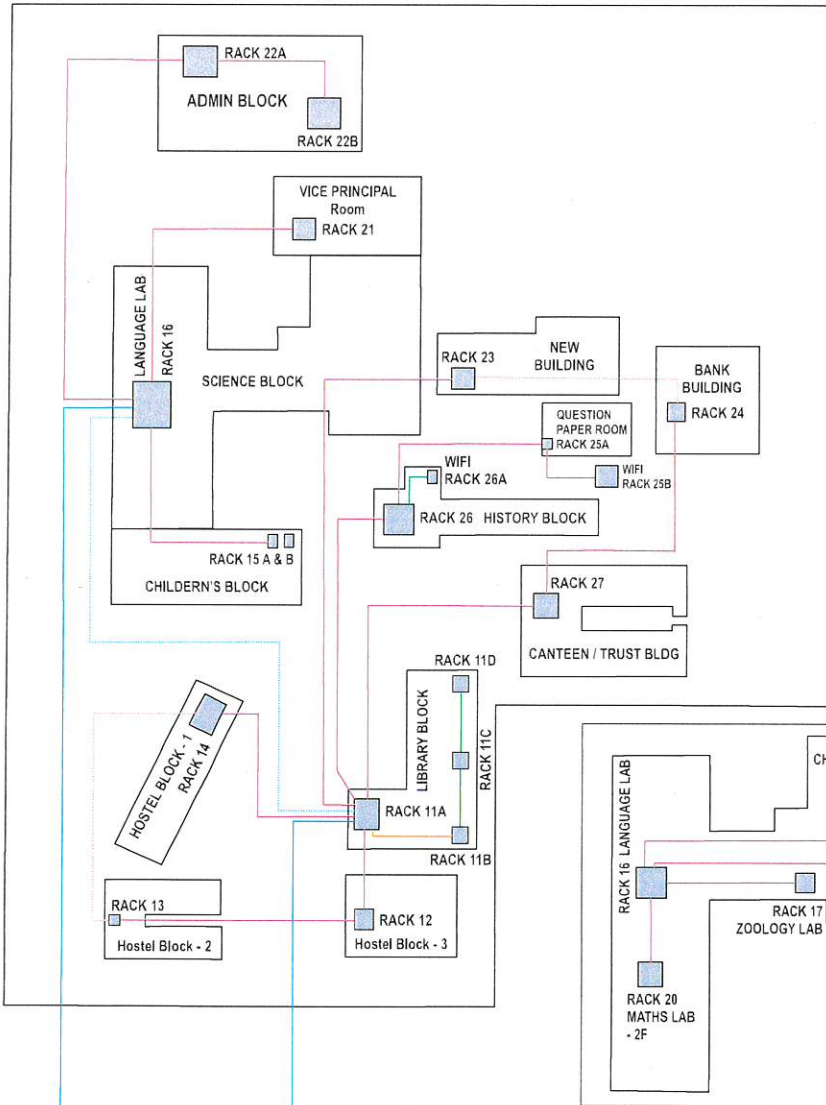 RACK 22A
ADMIN BLOCK
RACK 22B
VICE PRINCIPAL
Room
RACK 21
LANGUAGE LAB
RACK 16
SCIENCE BLOCK
RACK 23
NEW
BUILDING
BANK
BUILDING
RACK 24
QUESTION
PAPER ROOM
RACK 25A
WIFI
RACK 25B
WIFI
RACK 26A
RACK 26
HISTORY BLOCK
RACK 15 A & B
CHILDERN'S BLOCK
RACK 27
CANTEEN / TRUST BLDG
RACK 11D
LIBRARY BLOCK
RACK 11C
RACK 11A
RACK 11B
HOSTEL BLOCK - 1
RACK 14
RACK 13
Hostel Block - 2
RACK 12
Hostel Block - 3
CH
RACK 16 LANGUAGE LAB
RACK 17
ZOOLOGY LAB
RACK 20
MATHS LAB
- 2F